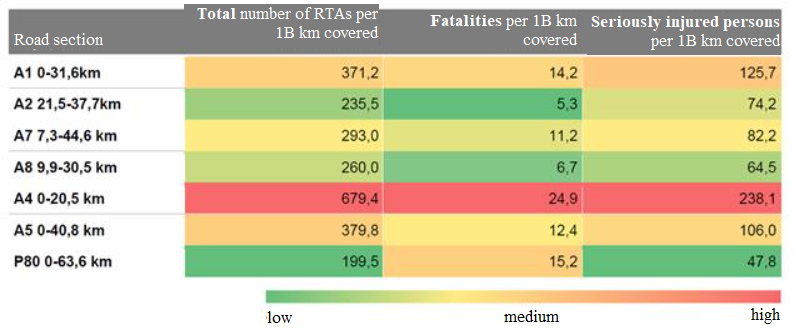 Road section
Total number of RTAs per
1B km covered
Fatalities per 1B km
covered
Seriously injured persons
per 1B km covered
A1 0-31,6km 371,2 14,2 125,7
A2 21,5-37,7km 235,5 5,3 74,2
A7 7,3-44,6 km 293,0 11,2 82,2
A8 9,9-30,5 km 260,0 6,7 64,5
A4 0-20,5 km 679,4 24,9 238,1
A5 0-40,8 km 379,8 12,4 106,0
P80 0-63,6 km 199,5 15,2 47,8
low medium high